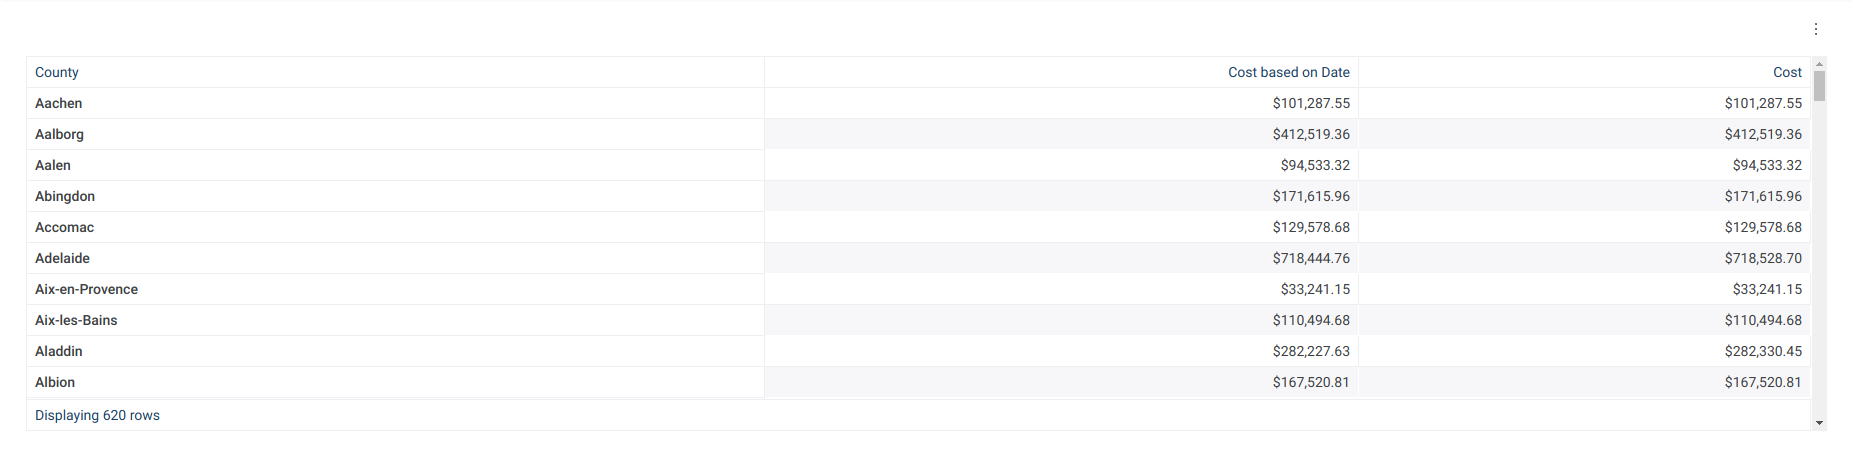 County Cost based on Date Cost
Aachen $101,287.55 $101,287.55
Aalborg $412,519.36 $412,519.36
Aalen $94,533.32 $94,533.32
Abingdon $171,615.96 $171,615.96
Accomac $129,578.68 $129,578.68
Adelaide $718,444.76 $718,528.70
Aix-en-Provence $33,241.15 $33,241.15
Aix-les-Bains $110,494.68 $110,494.68
Aladdin $282,227.63 $282,330.45
Albion $167,520.81 $167,520.81
Displaying 620 rows